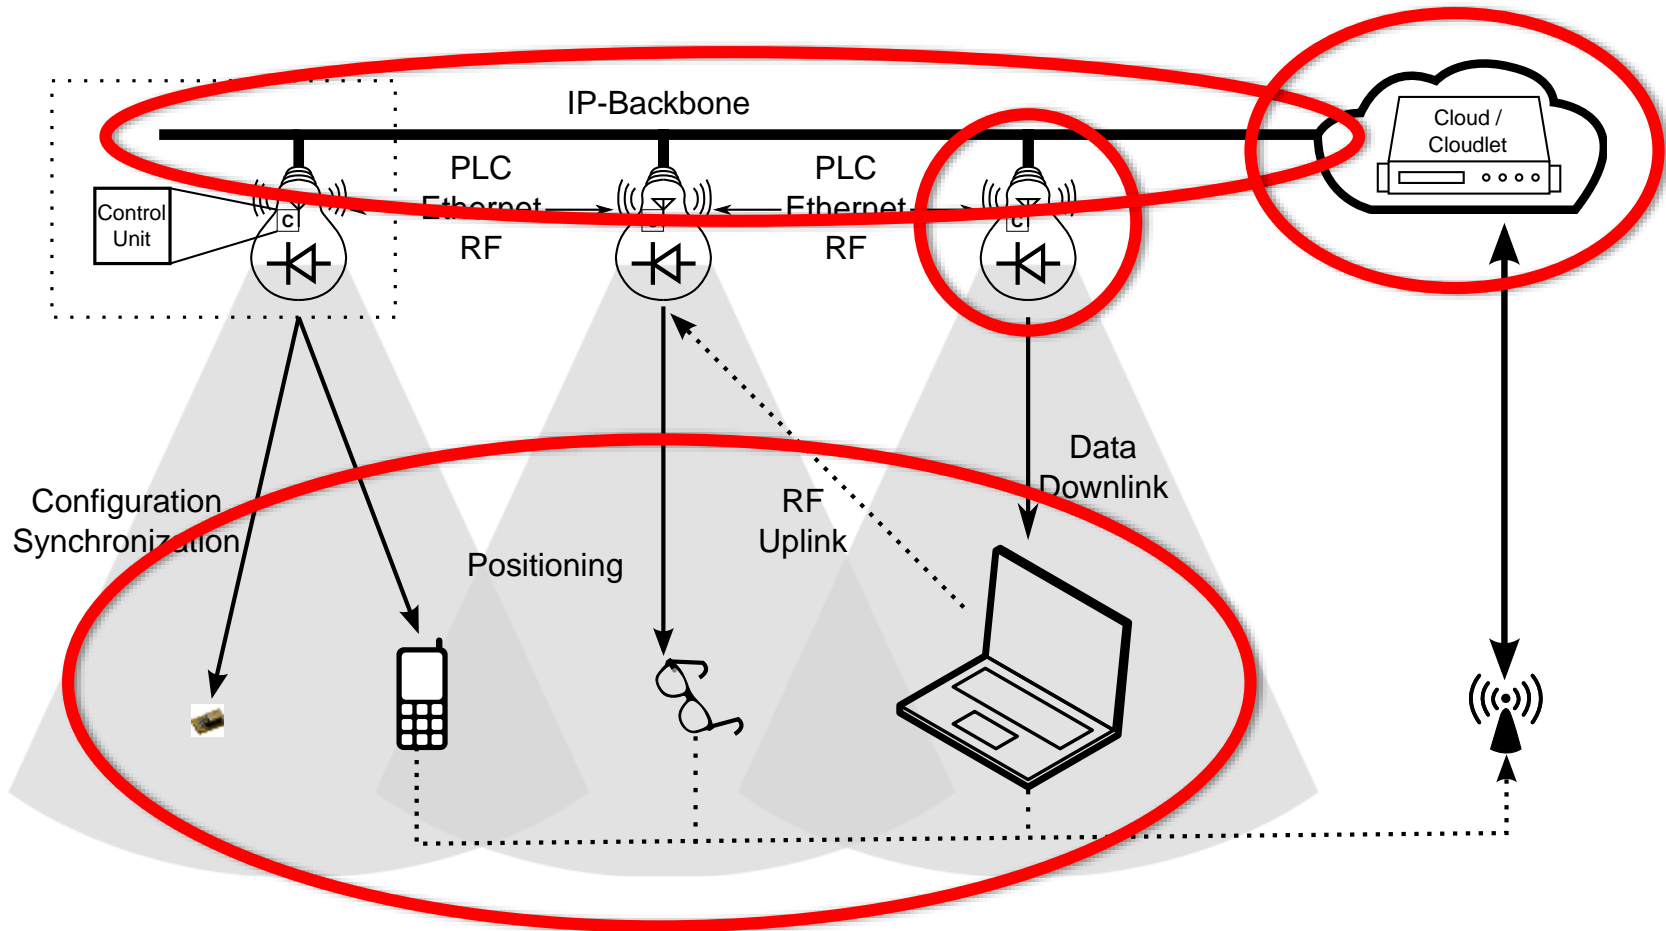 IP-Backbone
Cloud /
Cloudlet
PLC
Ethernet
RF
PLC
Ethernet
RF
Control
Unit
C
C
C
Data
Downlink
Configuration
Synchronization
RF
Uplink
Positioning